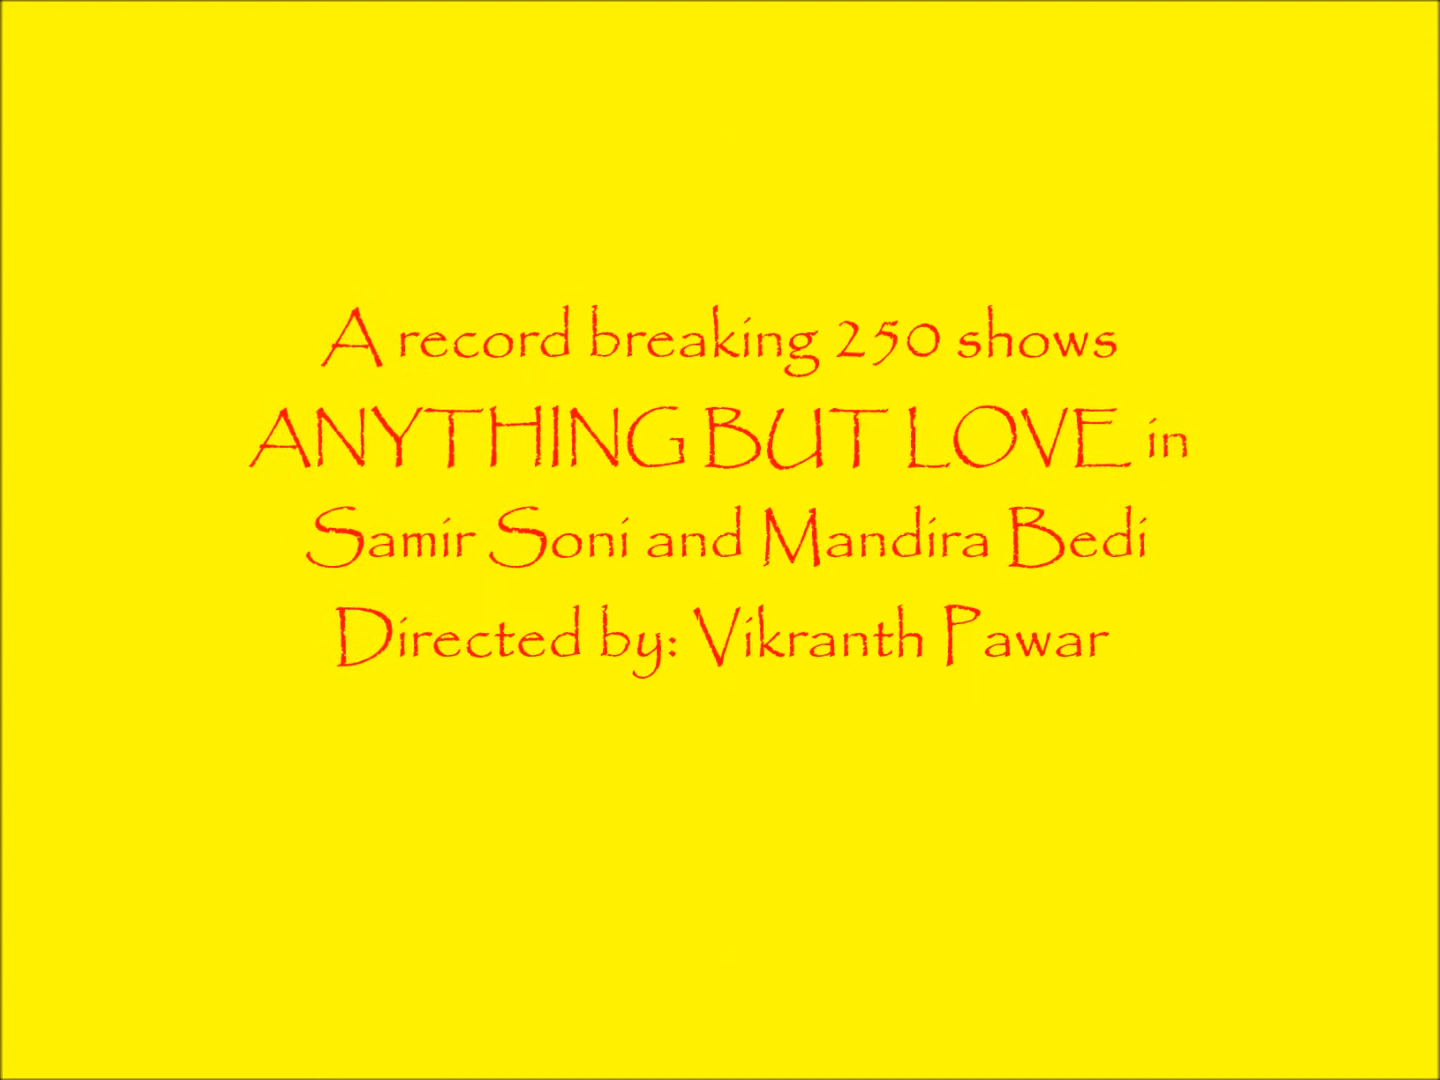 A record breaking 250 shows
ANYTHING BUT LOVE in
Samir Soni and Mandira Bedi
Directed by: Vikranth Pawar